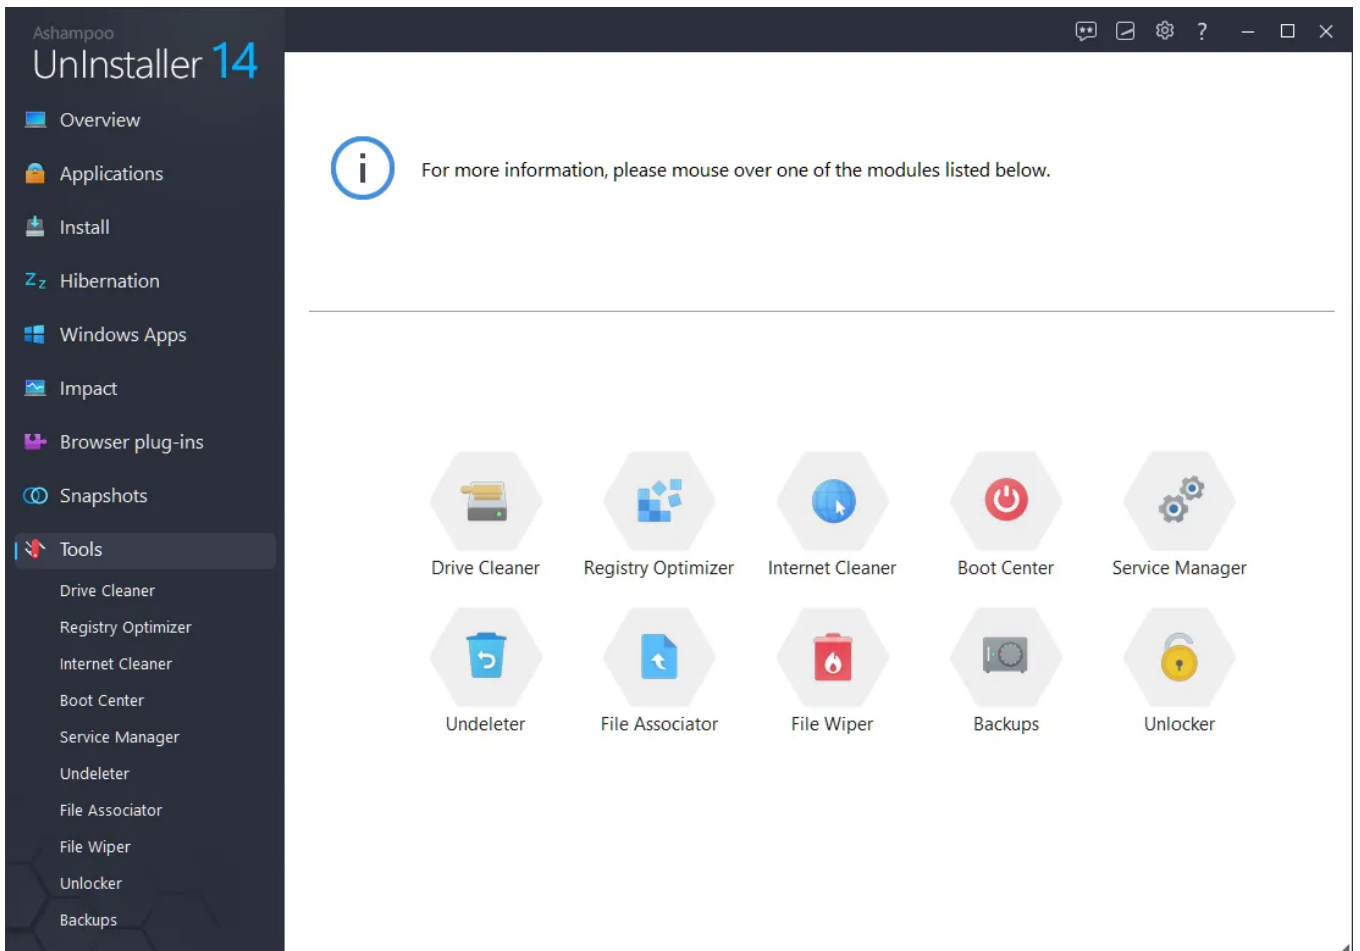 Ashampoo
UnInstaller 14
Overview
Applications
Install
Zz Hibernation
Windows Apps
Impact
Browser plug-ins
Snapshots
Tools
Drive Cleaner
Registry Optimizer
Internet Cleaner
Boot Center
Service Manager
Undeleter
File Associator
File Wiper
Unlocker
Backups
?
i
For more information, please mouse over one of the modules listed below.
Drive Cleaner Registry Optimizer Internet Cleaner Boot Center Service Manager
Undeleter File Associator File Wiper Backups Unlocker